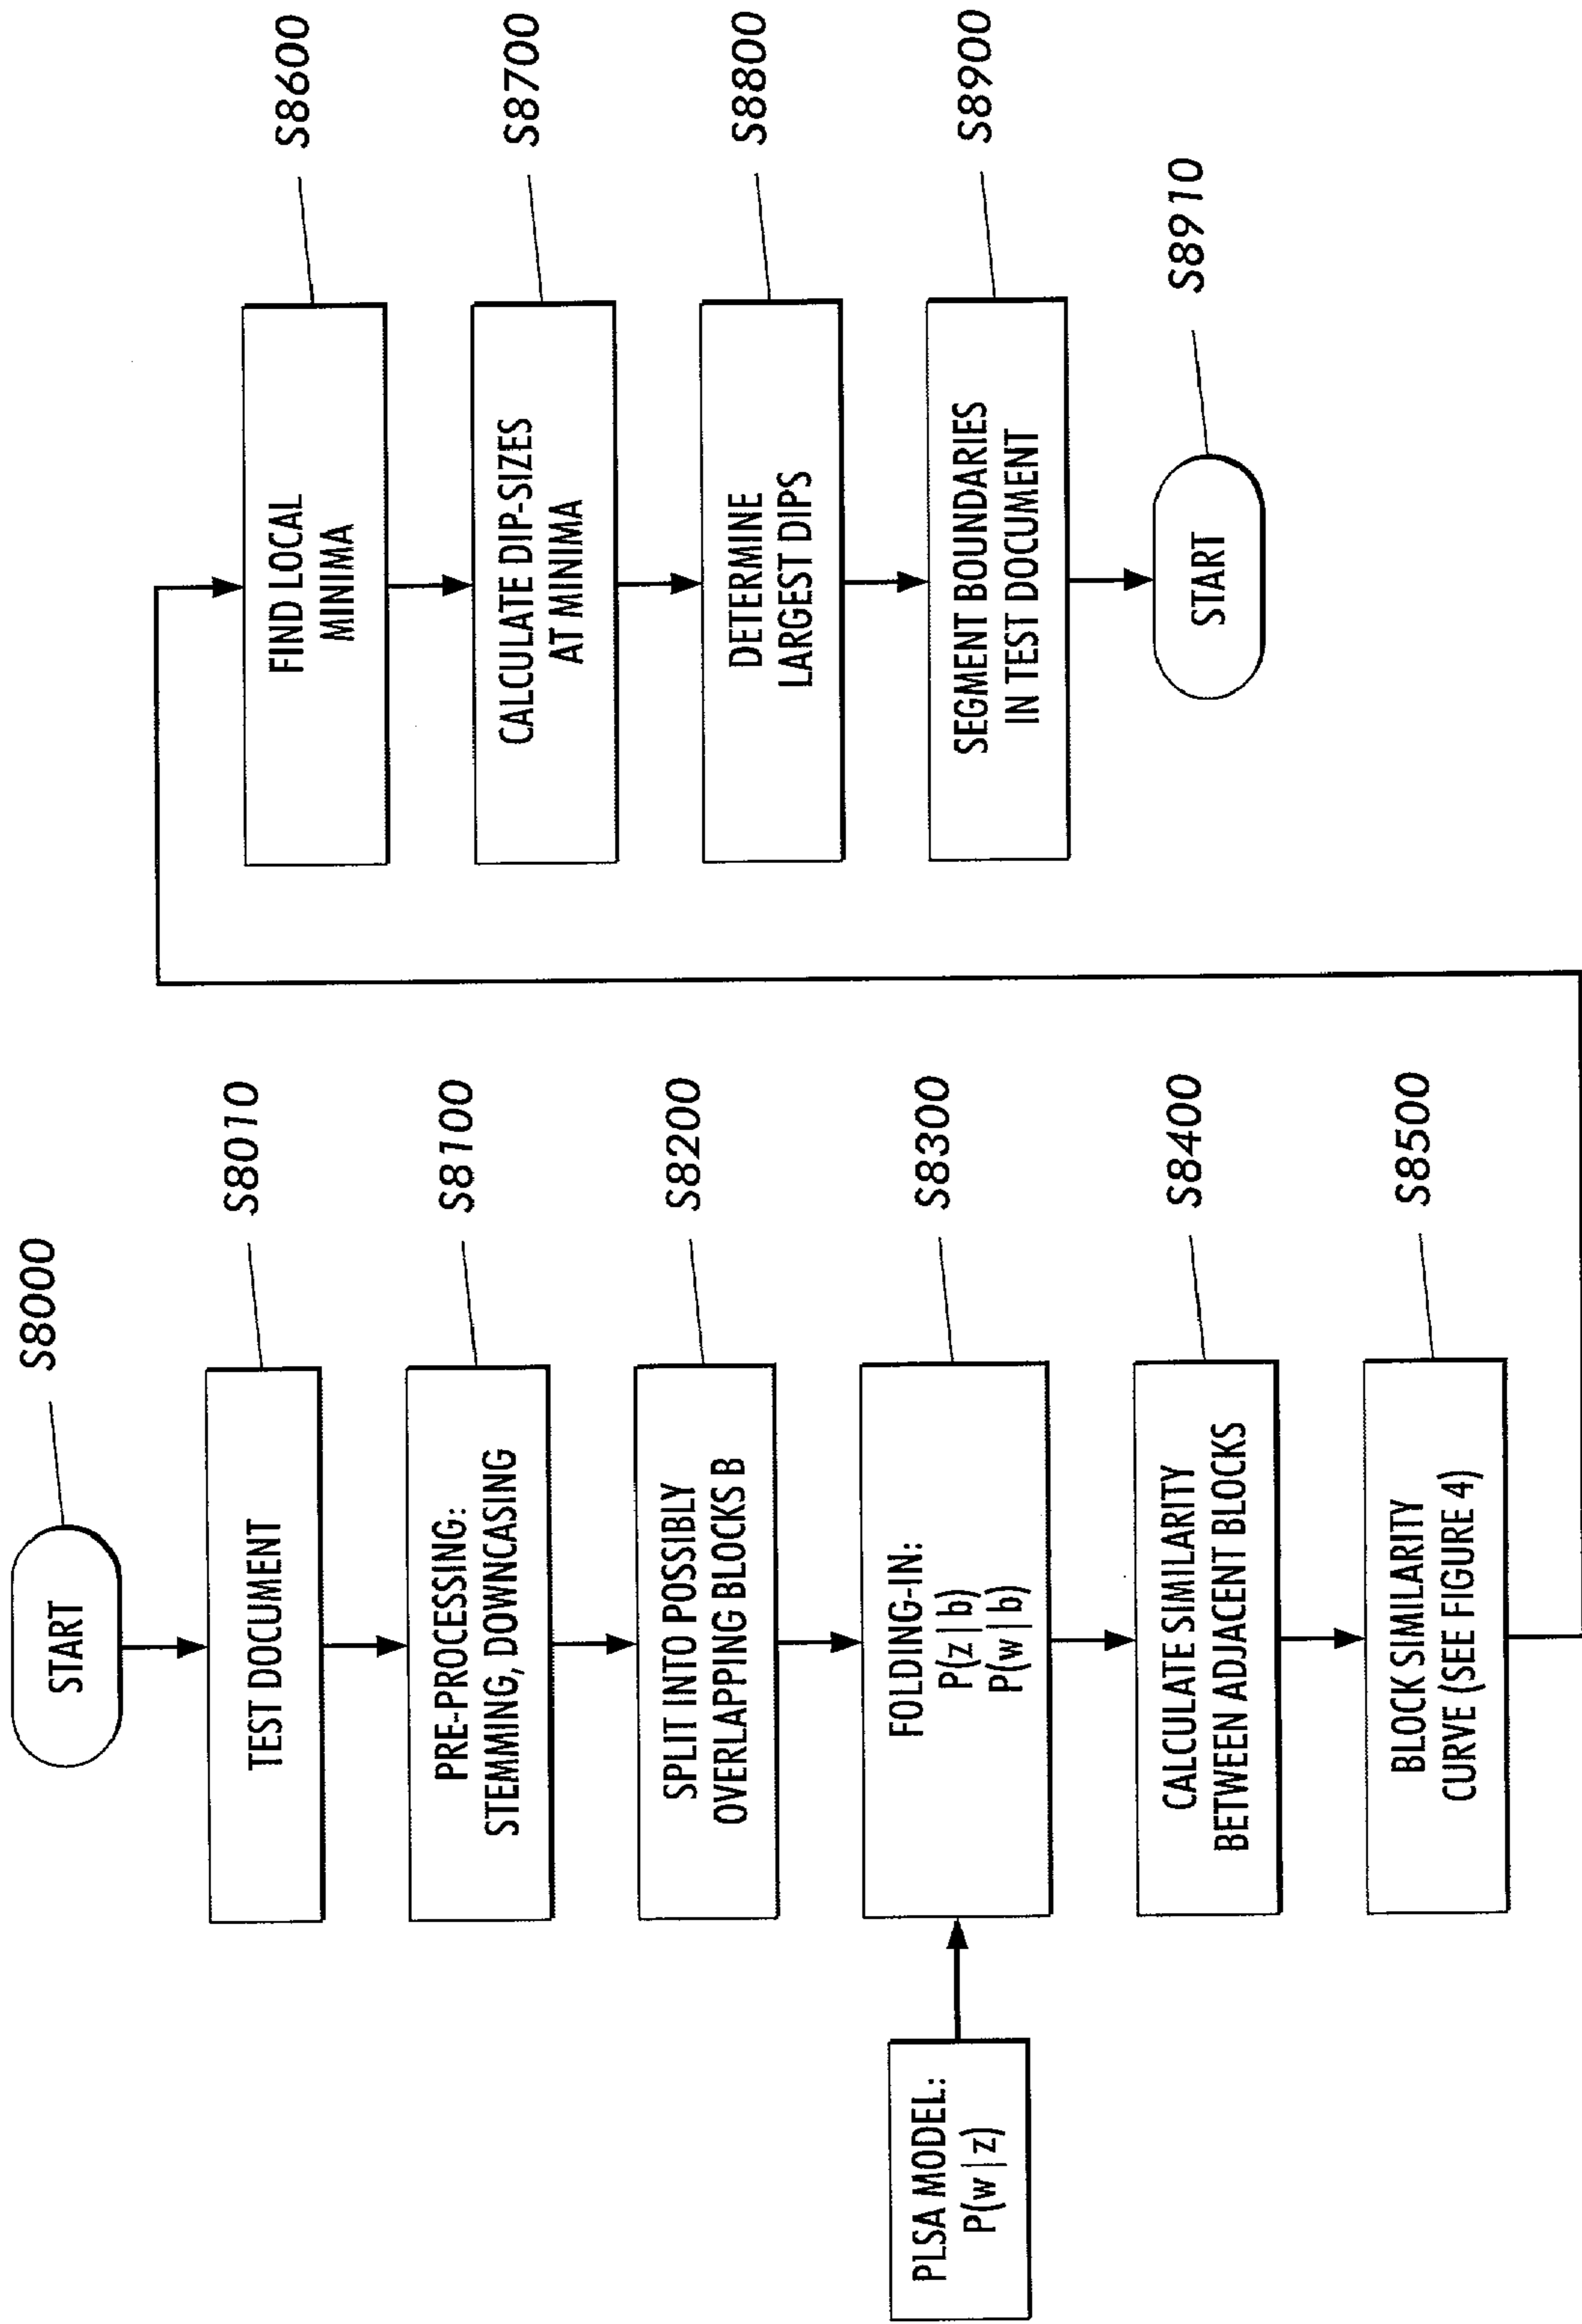 S8000
START
S8010
TEST DOCUMENT
S8100
PRE-PROCESSING:
STEMMING, DOWNCASING
S8200
SPLIT INTO POSSIBLY
OVERLAPPING BLOCKS B
S8300
PLSA MODEL:
P(w | z)
FOLDING-IN:
P(z | b)
P(w | b)
S8400
CALCULATE SIMILARITY
BETWEEN ADJACENT BLOCKS
S8500
BLOCK SIMILARITY
CURVE (SEE FIGURE 4)
S8600
FIND LOCAL
MINIMA
S8700
CALCULATE DIP-SIZES
AT MINIMA
S8800
DETERMINE
LARGEST DIPS
S8900
SEGMENT BOUNDARIES
IN TEST DOCUMENT
S8910
START